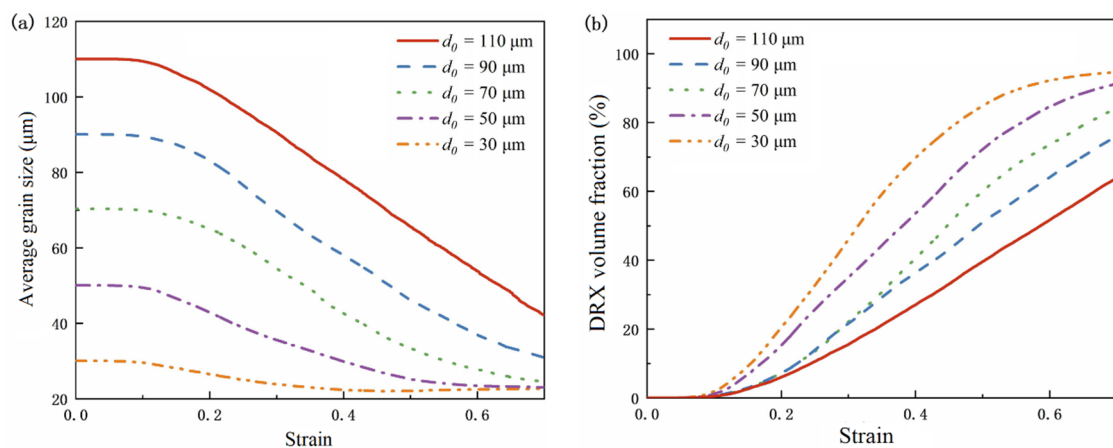 (a)
120
100
80
60
40
20
Average grain size (μm)
d₀ = 110 μm
d₀ = 90 μm
d₀ = 70 μm
d₀ = 50 μm
d₀ = 30 μm
0.0 0.2 0.4 0.6
Strain
(b)
100
80
60
40
20
0
DRX volume fraction (%)
d₀ = 110 μm
d₀ = 90 μm
d₀ = 70 μm
d₀ = 50 μm
d₀ = 30 μm
0.0 0.2 0.4 0.6
Strain